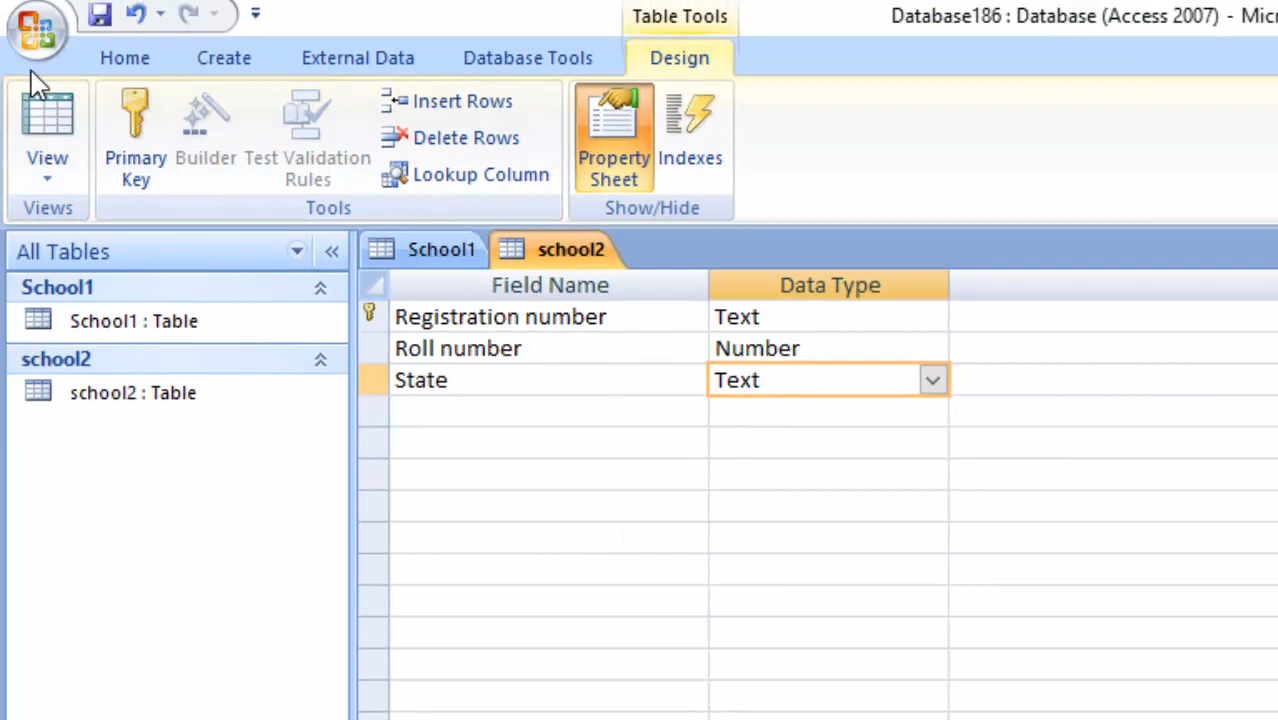 Table Tools
Database186 : Database (Access 2007) - Mic
Home
Create
External Data
Database Tools
Design
View
Primary Key
Builder
Test Validation Rules
Insert Rows
Delete Rows
Lookup Column
Property Sheet
Indexes
Views
Tools
Show/Hide
All Tables
School1
School1 : Table
school2
school2 : Table
School1
school2
Field Name
Data Type
Registration number
Text
Roll number
Number
State
Text